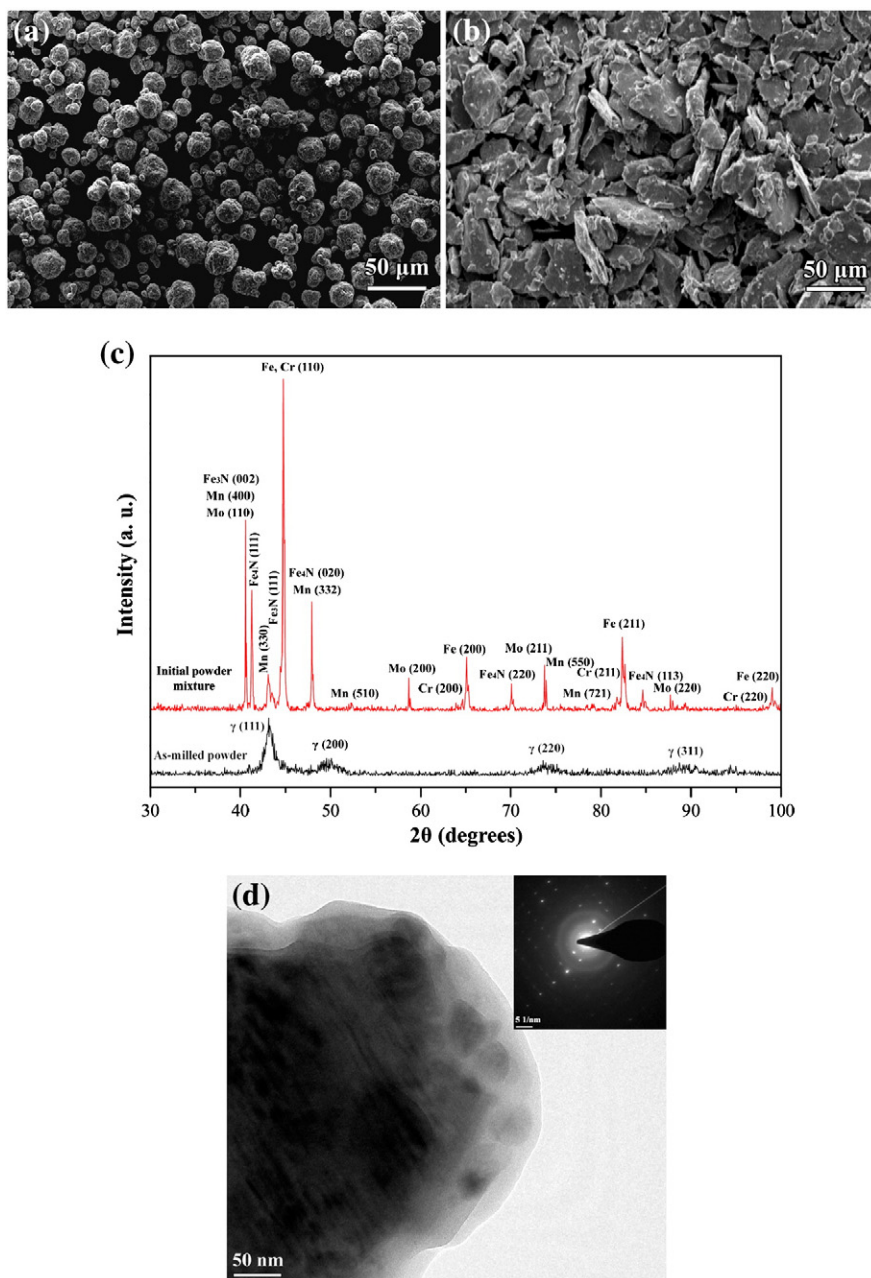 (a)
50 μm
(b)
50 μm
(c)
Fe, Cr (110)
Fe₃N (002)
Mn (400)
Mo (110)
Fe₄N (111)
Mn (330)
Fe₃N (111)
Fe₄N (020)
Mn (332)
Mn (510)
Mo (200)
Cr (200)
Fe (200)
Fe₄N (220)
Mo (211)
Mn (550)
Mn (721)
Cr (211)
Fe (211)
Fe₄N (113)
Mo (220)
Cr (220)
Fe (220)
Initial powder
mixture
γ (111)
γ (200)
γ (220)
γ (311)
As-milled powder
Intensity (a. u.)
30 40 50 60 70 80 90 100
2θ (degrees)
(d)
5 1/nm
50 nm